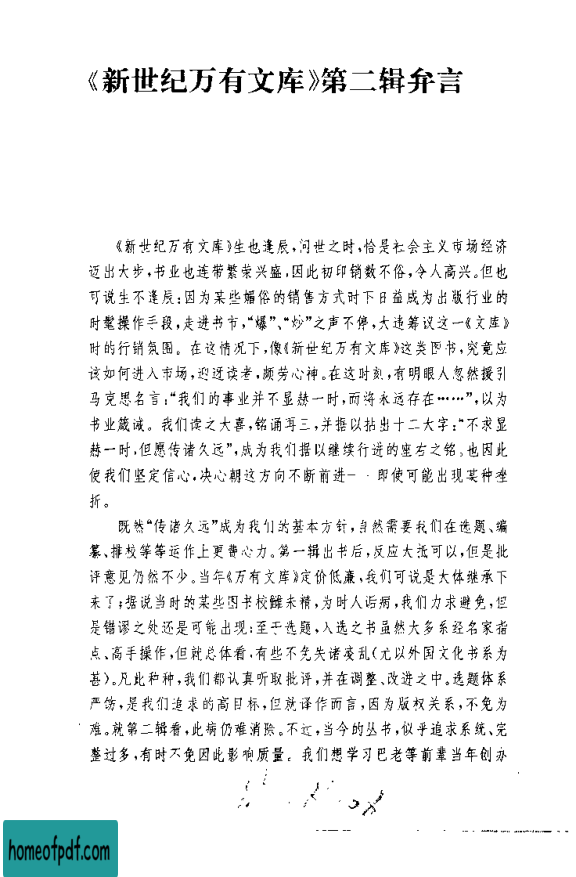 《新世纪万有文库》第二辑弁言
《新世纪万有文库》生也逢辰,问世之时,恰是社会主义市场经济
迈出大步,书业也连带繁荣兴盛,因此初印销数不俗,令人高兴。但也
可说生不逢辰:因为某些媚俗的销售方式时下日益成为出版行业的
时髦操作手段,走进书市,“爆”、“炒”之声不停,大违筹议这一《文库》
时的行销氛围。在这情况下,像《新世纪万有文库》这类图书,究竟应
该如何进入市场,迎迓读者,颇劳心神。在这时刻,有明眼人忽然援引
马克思名言:“我们的事业并不显赫一时,而将永远存在……”,以为
书业箴诫。我们读之大喜,铭诵再三,并据以拈出十二大字:“不求显
赫一时,但愿传诸久远”,成为我们据以继续行进的座右之铭。也因此
使我们坚定信心,决心朝这方向不断前进——即使可能出现某种挫
折。
既然“传诸久远”成为我们的基本方针,自然需要我们在选题、编
纂、推校等等运作上更费心力。第一辑出书后,反应大抵可以,但是批
评意见仍然不少。当年《万有文库》定价低廉,我们可说是大体继承下
来了;据说当时的某些图书校雠未精,为时人诟病,我们力求避免,但
是错谬之处还是可能出现;至于选题,入选之书虽然大多系经名家指
点、高手操作,但就总体看,有些不免失诸凌乱(尤以外国文化书系为
甚)。凡此种种,我们都认真听取批评,并在调整、改进之中。选题体系
严饬,是我们追求的高目标,但就译作而言,因为版权关系,不免为
难。就第二辑看,此病仍难消除。不过,当今的丛书,似乎追求系统、完
整过多,有时不免因此影响质量。我们想学习巴老等前辈当年创办
homeofpdf.com